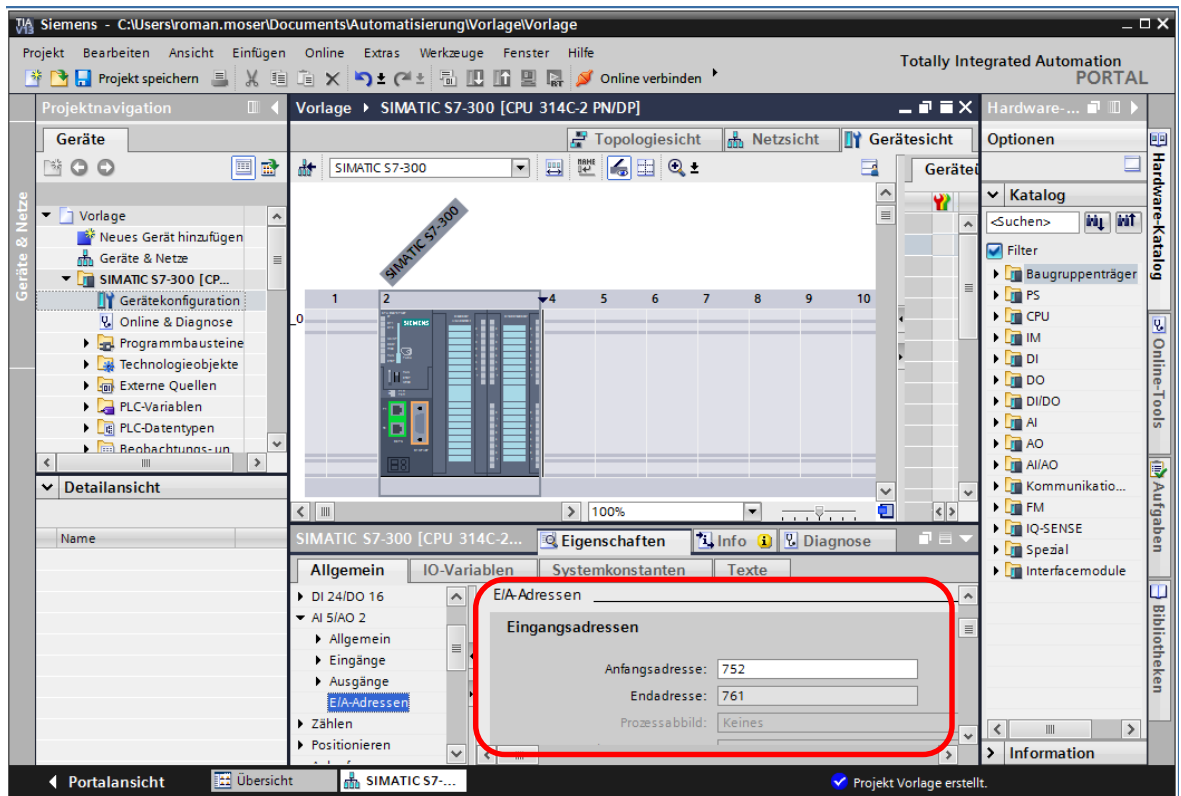 Siemens - C:\Users\roman.moser\Documents\Automatisierung\Vorlage\Vorlage
Projekt Bearbeiten Ansicht Einfügen Online Extras Werkzeuge Fenster Hilfe
Totally Integrated Automation
PORTAL
Projekt speichern
Online verbinden
Projektnavigation
Vorlage SIMATIC S7-300 [CPU 314C-2 PN/DP]
Hardware-...
Geräte
Topologiesicht
Netzsicht
Gerätesicht
Optionen
SIMATIC S7-300
Geräteü
Geräte & Netze
Vorlage
Neues Gerät hinzufügen
Geräte & Netze
SIMATIC S7-300 [CP...
Gerätekonfiguration
Online & Diagnose
Programmbausteine
Technologieobjekte
Externe Quellen
PLC-Variablen
PLC-Datentypen
Beobachtungs- un
SIMATIC S7-300
1 2 4 5 6 7 8 9 10
_0
SIEMENS
100%
Katalog
<Suchen>
Filter
Baugruppenträger
PS
CPU
IM
DI
DO
DI/DO
AI
AO
AI/AO
Kommunikatio...
FM
IQ-SENSE
Spezial
Interfacemodule
Hardware-Katalog
Online-Tools
Aufgaben
Bibliotheken
Detailansicht
Name
SIMATIC S7-300 [CPU 314C-2...
Eigenschaften
Info
Diagnose
Allgemein
IO-Variablen
Systemkonstanten
Texte
DI 24/DO 16
AI 5/AO 2
Allgemein
Eingänge
Ausgänge
E/A-Adressen
Zählen
Positionieren
E/A-Adressen
Eingangsadressen
Anfangsadresse: 752
Endadresse: 761
Prozessabbild: Keines
Information
Portalansicht
Übersicht
SIMATIC S7-...
Projekt Vorlage erstellt.